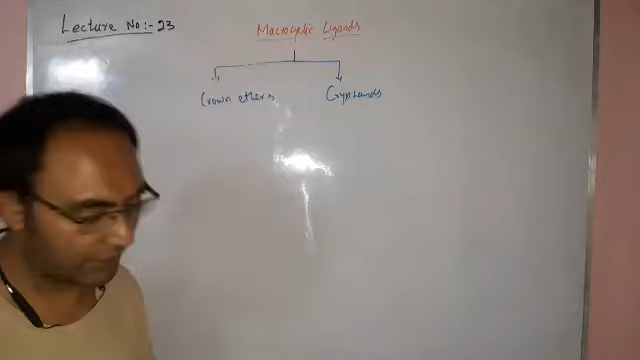 Lecture No:- 23
Macrocyclic Ligands
Crown ethers
Cryptands